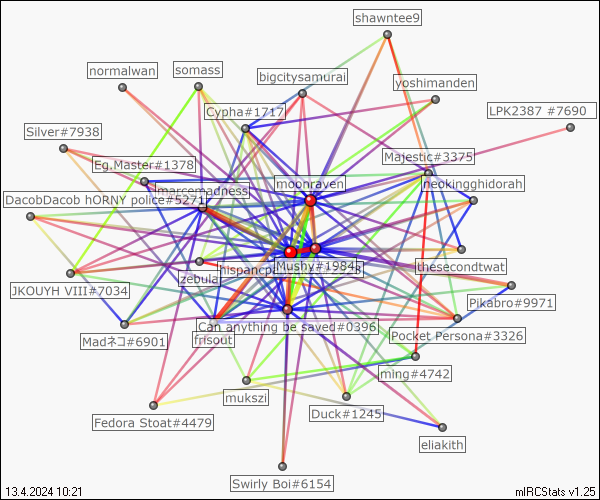 shawntee9
normalwan
somass
bigcitysamurai
yoshimanden
Cypha#1717
LPK2387 #7690
Silver#7938
Eg.Master#1378
Majestic#3375
marcemadness
moonraven
neokingghidorah
DacobDacob hORNY police#5271
zebular
hispancp
Mushy#1984
thesecondtwat
JKOUYH VIII#7034
Pikabro#9971
Can anything be saved#0396
Madネコ#6901
frisout
Pocket Persona#3326
ming#4742
mukszi
Duck#1245
Fedora Stoat#4479
eliakith
Swirly Boi#6154
13.4.2024 10:21
mIRCStats v1.25